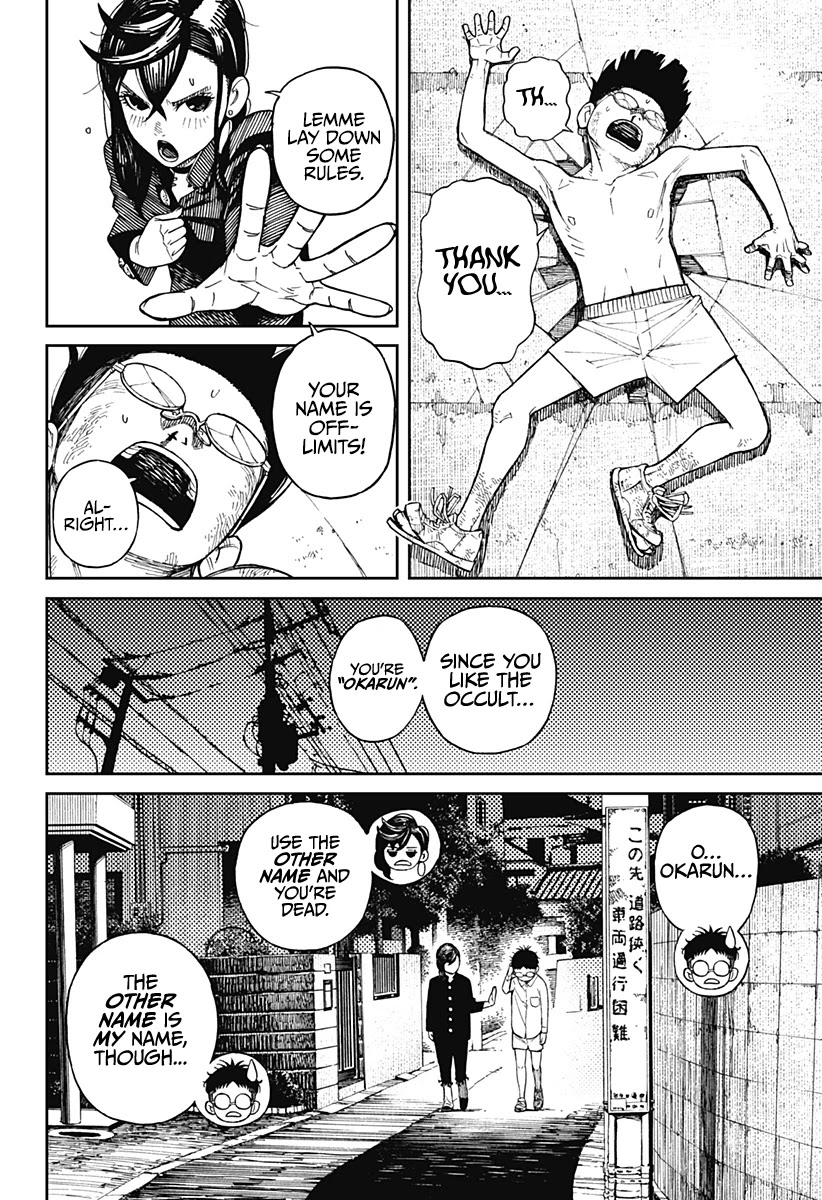 TH...
THANK
YOU...
LEMME
LAY DOWN
SOME
RULES.
YOUR
NAME IS
OFF-
LIMITS!
AL-
RIGHT...
SINCE YOU
LIKE THE
OCCULT...
YOU'RE
"OKARUN".
O...
OKARUN...
この先 道路狭く
車両通行困難
USE THE
OTHER
NAME AND
YOU'RE
DEAD.
THE
OTHER
NAME IS
MY NAME,
THOUGH...